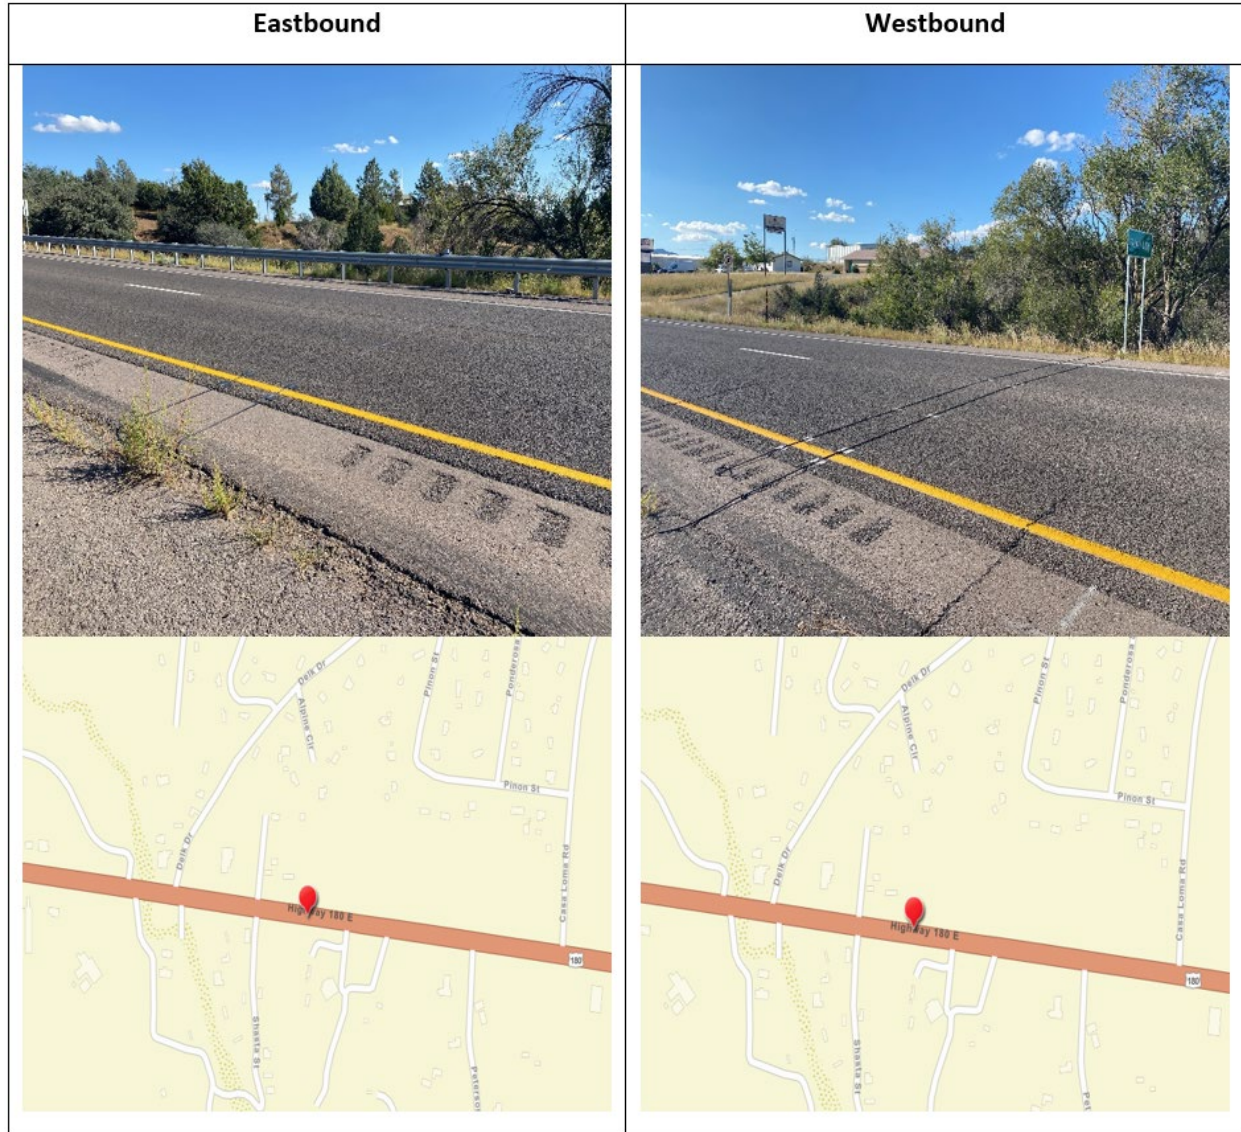 Eastbound
Westbound
Delk Dr
Alpine Cir
Pinon St
Ponderosa
Pinon St
Delk Dr
Casa Loma Rd
Highway 180 E
180
Shasta St
Peterso
Delk Dr
Alpine Cir
Pinon St
Ponderosa
Pinon St
Delk Dr
Casa Loma Rd
Highway 180 E
180
Shasta St
Pet